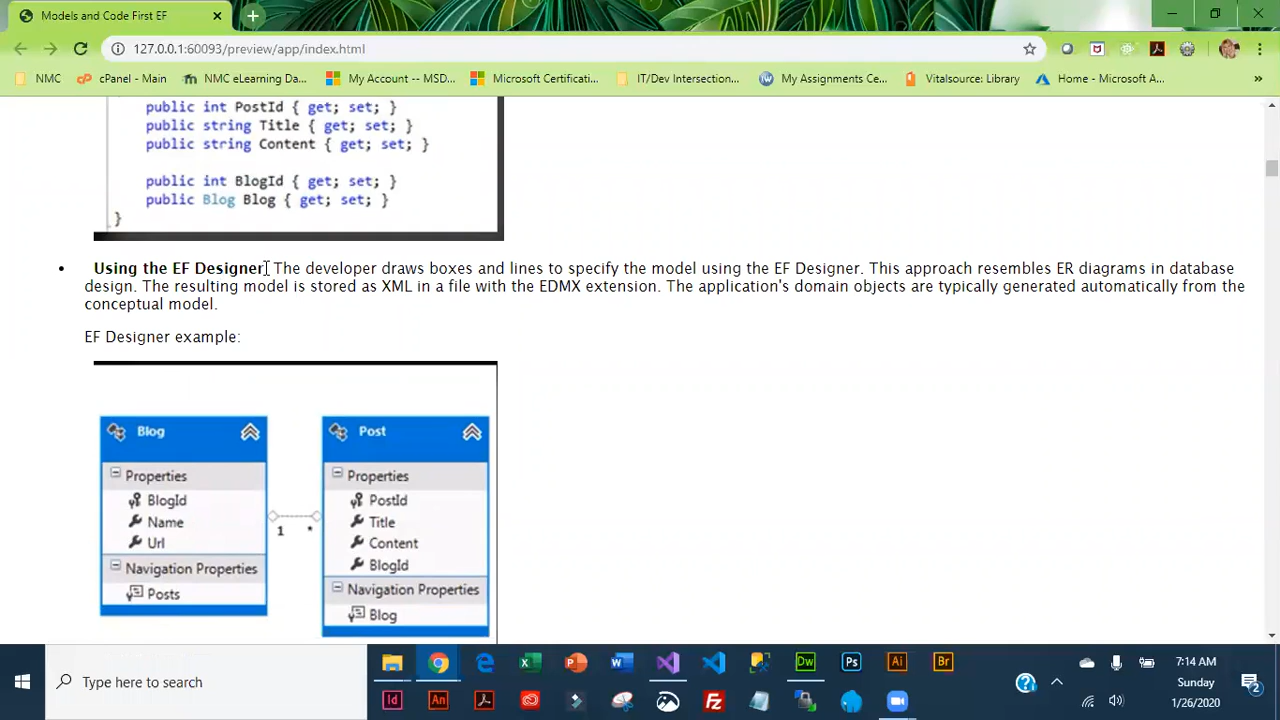 Models and Code First EF
127.0.0.1:60093/preview/app/index.html
NMC
cPanel - Main
NMC eLearning Da...
My Account -- MSD...
Microsoft Certificati...
IT/Dev Intersection...
My Assignments Ce...
Vitalsource: Library
Home - Microsoft A...
»
public int PostId { get; set; }
public string Title { get; set; }
public string Content { get; set; }
public int BlogId { get; set; }
public Blog Blog { get; set; }
}
• Using the EF Designer The developer draws boxes and lines to specify the model using the EF Designer. This approach resembles ER diagrams in database
design. The resulting model is stored as XML in a file with the EDMX extension. The application's domain objects are typically generated automatically from the
conceptual model.
EF Designer example:
Blog
Properties
BlogId
Name
Url
Navigation Properties
Posts
1 *
Post
Properties
PostId
Title
Content
BlogId
Navigation Properties
Blog
Type here to search
Dw
Ps
Ai
Br
Id
An
7:14 AM
Sunday
1/26/2020
2